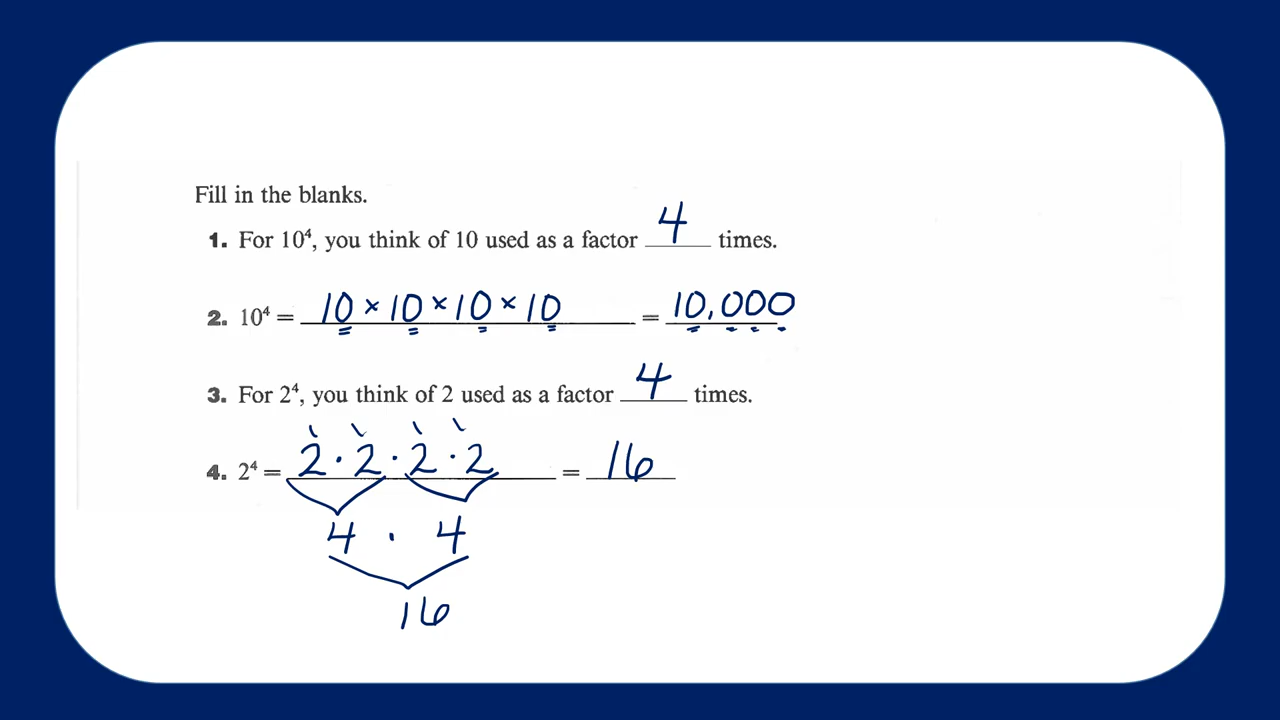 Fill in the blanks.
1. For 10⁴, you think of 10 used as a factor 4 times.
2. 10⁴ = 10 × 10 × 10 × 10 = 10,000
3. For 2⁴, you think of 2 used as a factor 4 times.
4. 2⁴ = 2 · 2 · 2 · 2 = 16
4 · 4
16